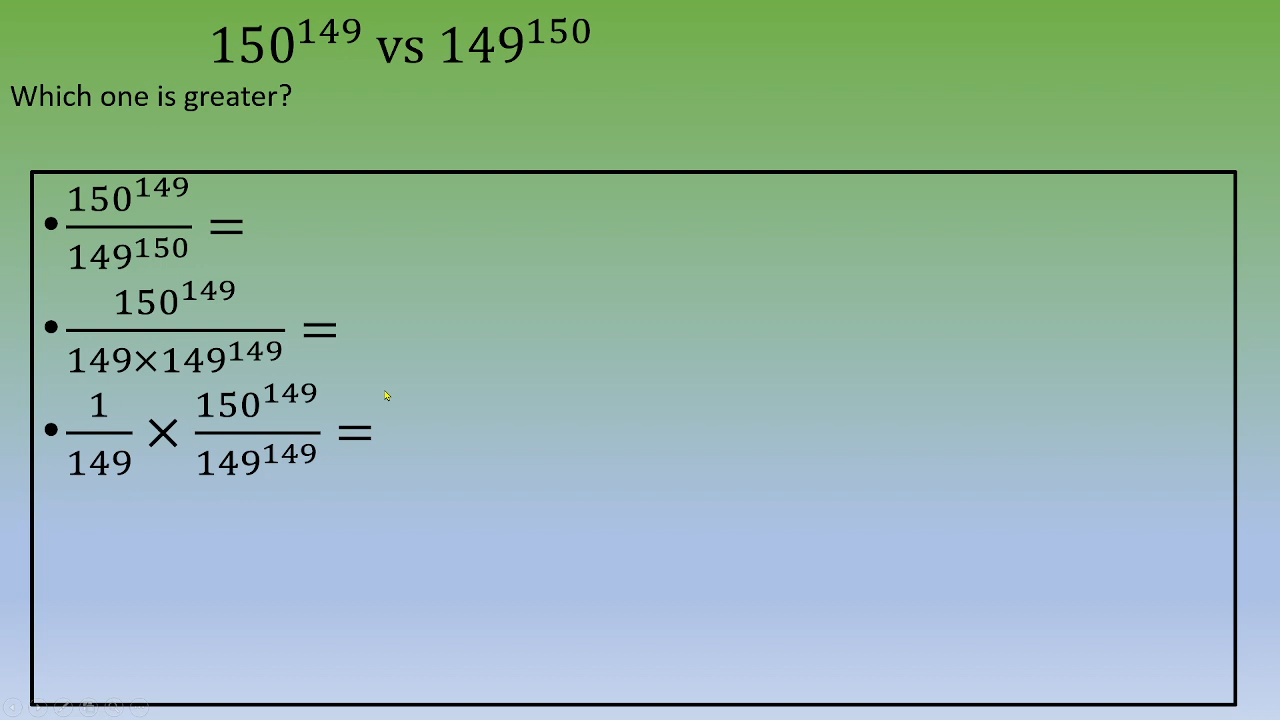 150^149 vs 149^150
Which one is greater?
• 150^149 / 149^150 =
• 150^149 / 149×149^149 =
• 1/149 × 150^149 / 149^149 =